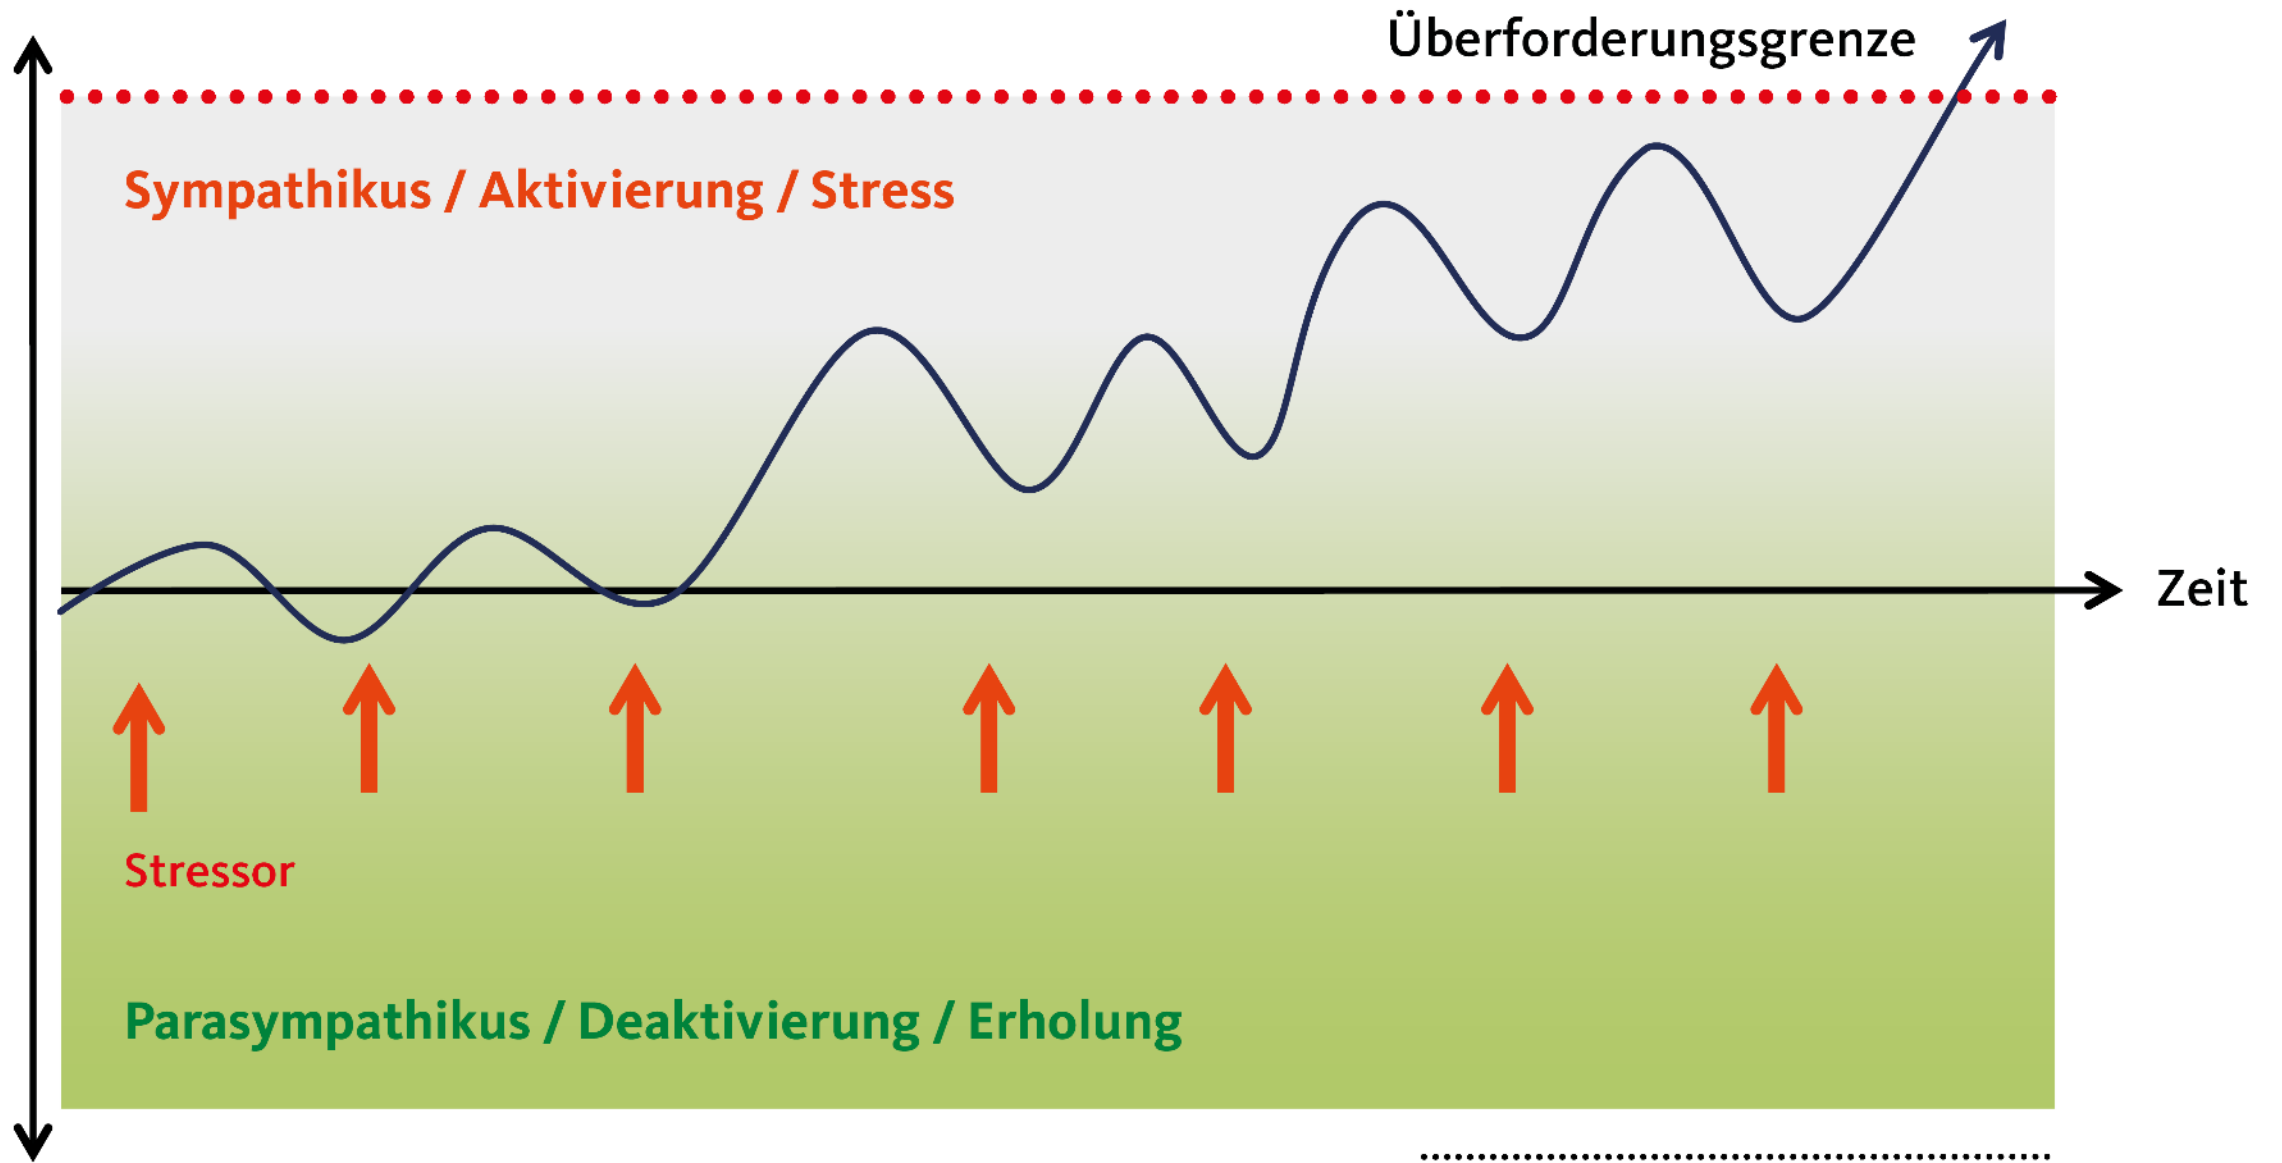 Überforderungsgrenze
Sympathikus / Aktivierung / Stress
Zeit
Stressor
Parasympathikus / Deaktivierung / Erholung